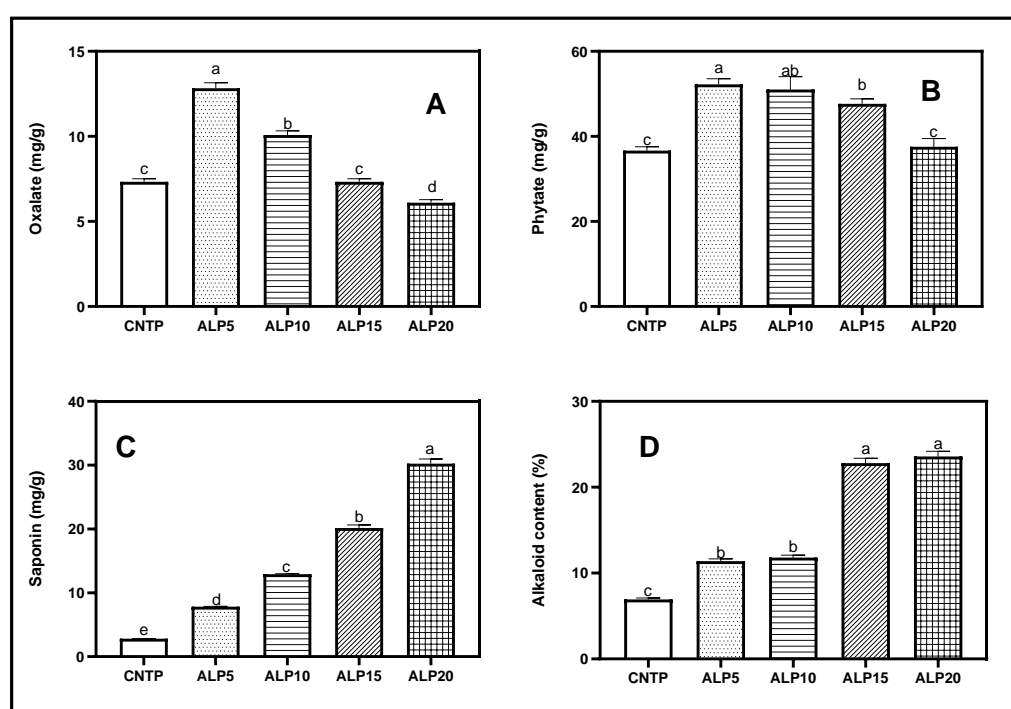 A
Oxalate (mg/g)
15
10
5
0
c
a
b
c
d
CNTP ALP5 ALP10 ALP15 ALP20
B
Phytate (mg/g)
60
40
20
0
c
a
ab
b
c
CNTP ALP5 ALP10 ALP15 ALP20
C
Saponin (mg/g)
40
30
20
10
0
e
d
c
b
a
CNTP ALP5 ALP10 ALP15 ALP20
D
Alkaloid content (%)
30
20
10
0
c
b
b
a
a
CNTP ALP5 ALP10 ALP15 ALP20